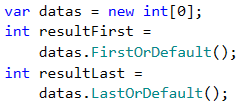 var datas = new int[0];
int resultFirst =
datas.FirstOrDefault();
int resultLast =
datas.LastOrDefault();